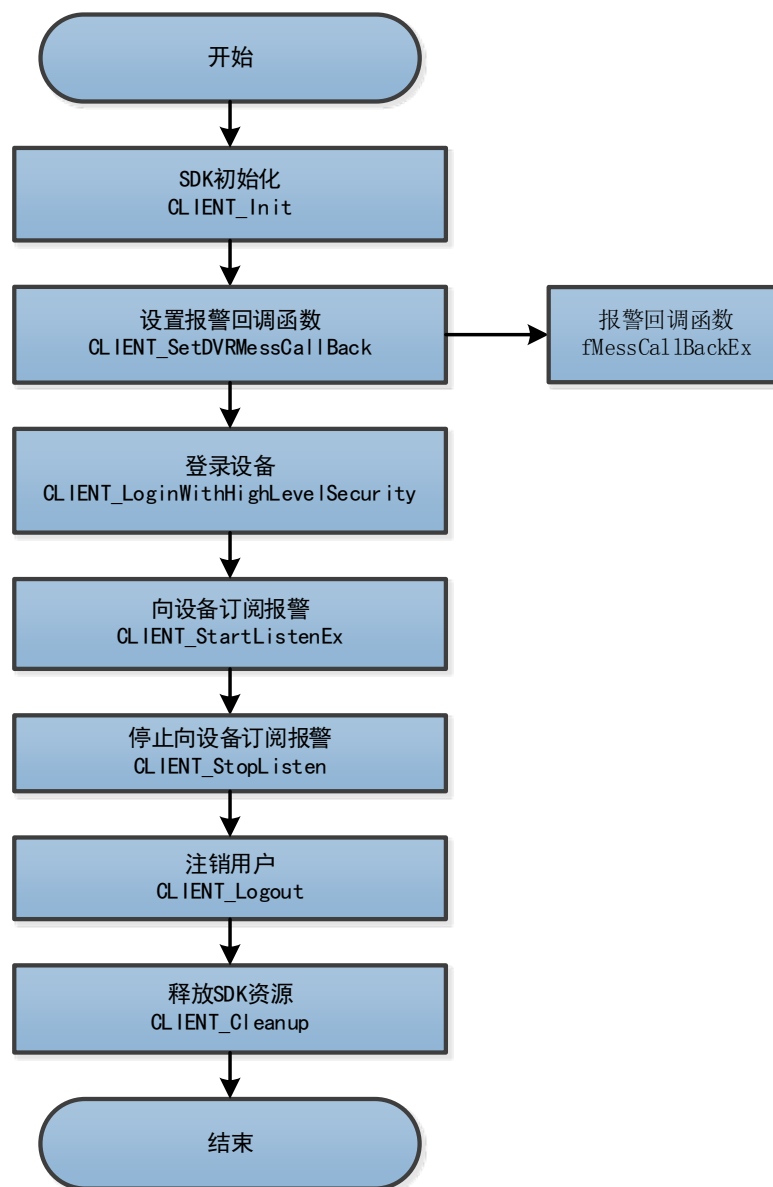 开始
SDK初始化
CLIENT_Init
设置报警回调函数
CLIENT_SetDVRMessCallBack
报警回调函数
fMessCallBackEx
登录设备
CLIENT_LoginWithHighLevelSecurity
向设备订阅报警
CLIENT_StartListenEx
停止向设备订阅报警
CLIENT_StopListen
注销用户
CLIENT_Logout
释放SDK资源
CLIENT_Cleanup
结束